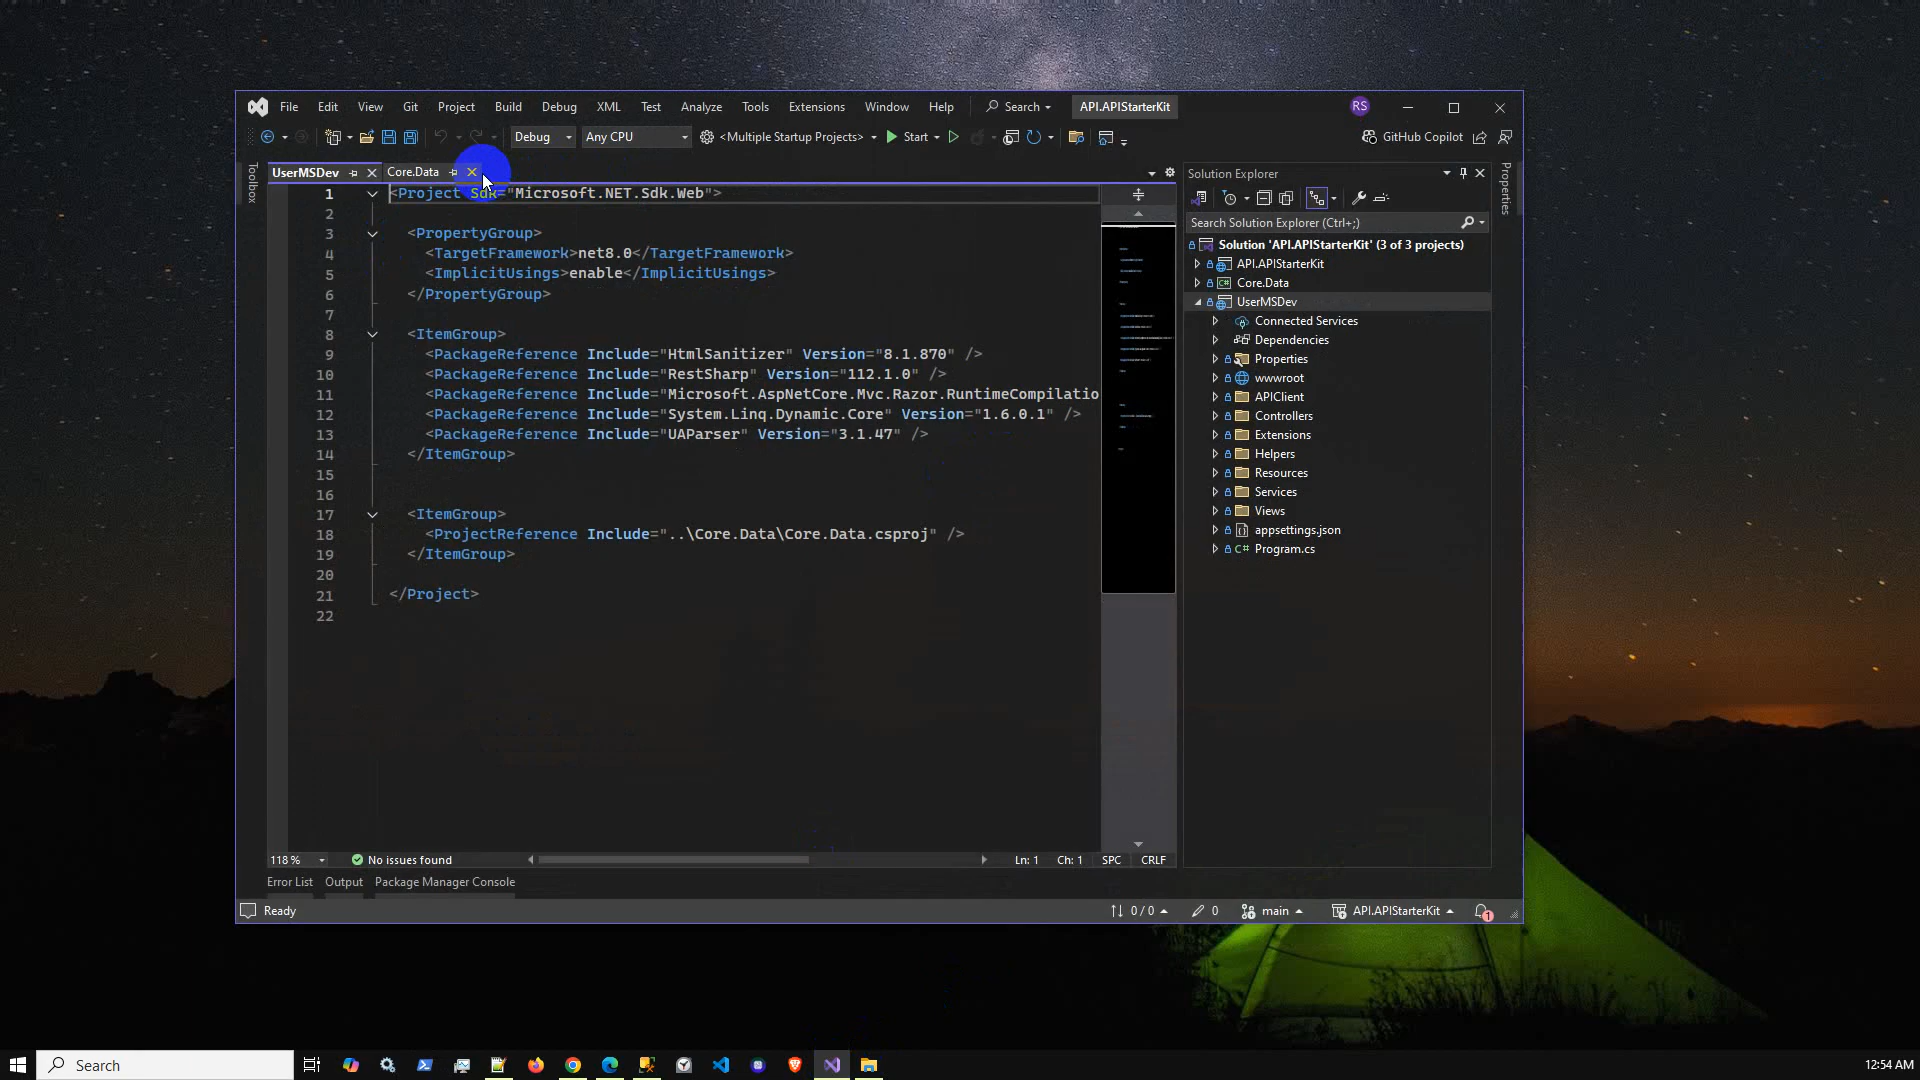 File Edit View Git Project Build Debug XML Test Analyze Tools Extensions Window Help Search API.APIStarterKit RS
Debug Any CPU <Multiple Startup Projects> Start GitHub Copilot
Toolbox
UserMSDev Core.Data
1 <Project Sdk="Microsoft.NET.Sdk.Web">
2
3 <PropertyGroup>
4 <TargetFramework>net8.0</TargetFramework>
5 <ImplicitUsings>enable</ImplicitUsings>
6 </PropertyGroup>
7
8 <ItemGroup>
9 <PackageReference Include="HtmlSanitizer" Version="8.1.870" />
10 <PackageReference Include="RestSharp" Version="112.1.0" />
11 <PackageReference Include="Microsoft.AspNetCore.Mvc.Razor.RuntimeCompilatio
12 <PackageReference Include="System.Linq.Dynamic.Core" Version="1.6.0.1" />
13 <PackageReference Include="UAParser" Version="3.1.47" />
14 </ItemGroup>
15
16
17 <ItemGroup>
18 <ProjectReference Include="..\Core.Data\Core.Data.csproj" />
19 </ItemGroup>
20
21 </Project>
22
118 % No issues found Ln: 1 Ch: 1 SPC CRLF
Error List Output Package Manager Console
Solution Explorer
Search Solution Explorer (Ctrl+;)
Solution 'API.APIStarterKit' (3 of 3 projects)
API.APIStarterKit
C# Core.Data
UserMSDev
Connected Services
Dependencies
Properties
wwwroot
APIClient
Controllers
Extensions
Helpers
Resources
Services
Views
appsettings.json
C# Program.cs
Properties
Ready 0 / 0 0 main API.APIStarterKit 1
Search 12:54 AM